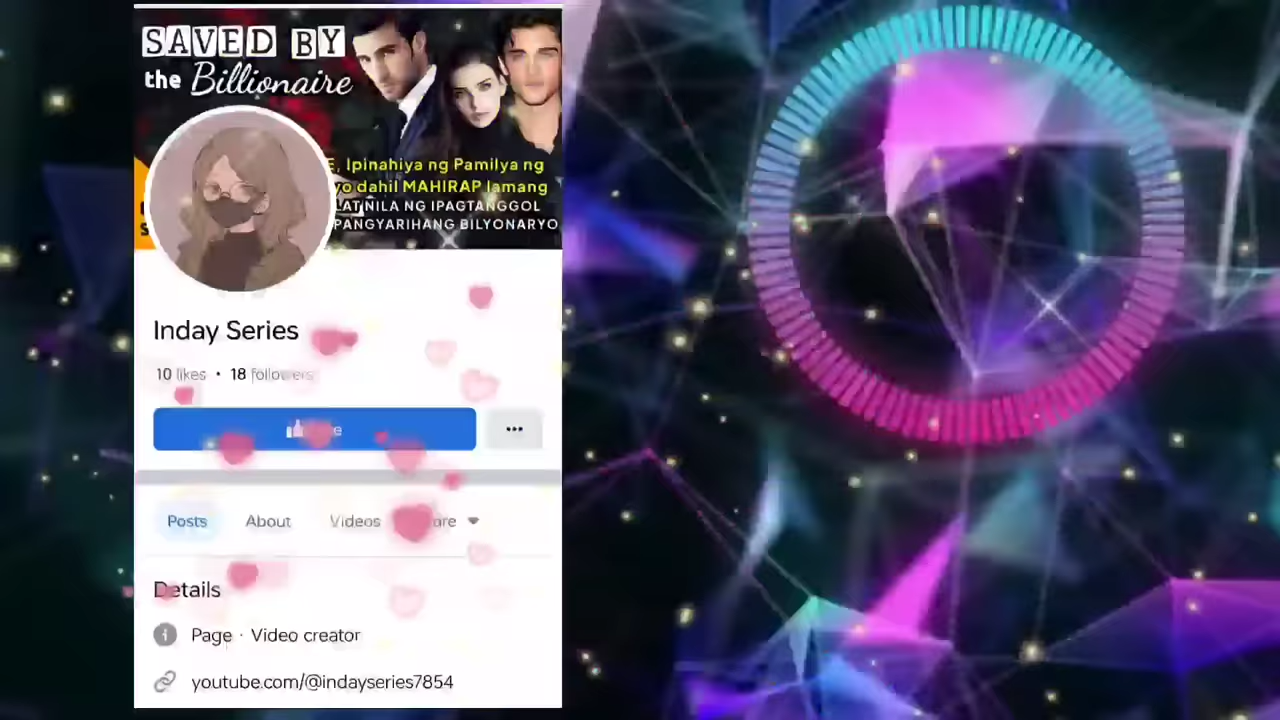 SAVED BY
the Billionaire
E, Ipinahiya ng Pamilya ng
yo dahil MAHIRAP lamang
LAT NILA NG IPAGTANGGOL
PANGYARIHANG BILYONARYO
Inday Series
10 likes • 18 followers
•••
Posts About Videos
Details
Page · Video creator
youtube.com/@indayseries7854